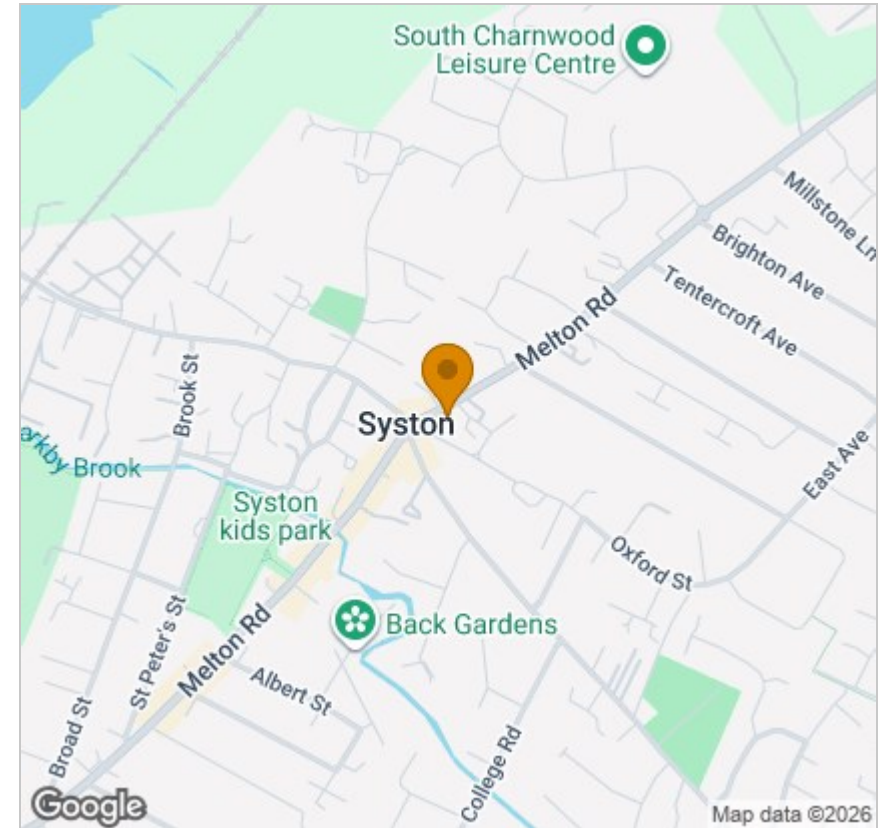 South Charnwood
Leisure Centre
Millstone Ln
Brighton Ave
Tentercroft Ave
Melton Rd
Brook St
Syston
East Ave
Brook
Syston
kids park
Oxford St
Back Gardens
St Peter's St
Melton Rd
Albert St
Broad St
College Rd
Google
Map data ©2026